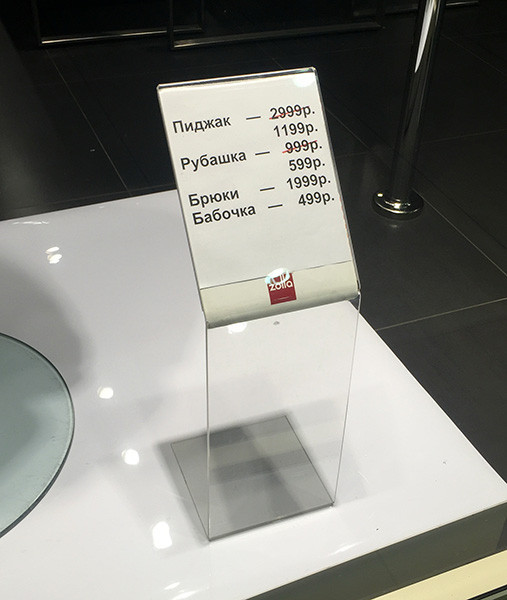 Пиджак — 2999р.
1199р.
Рубашка — 999р.
599р.
Брюки — 1999р.
Бабочка — 499р.
zolla